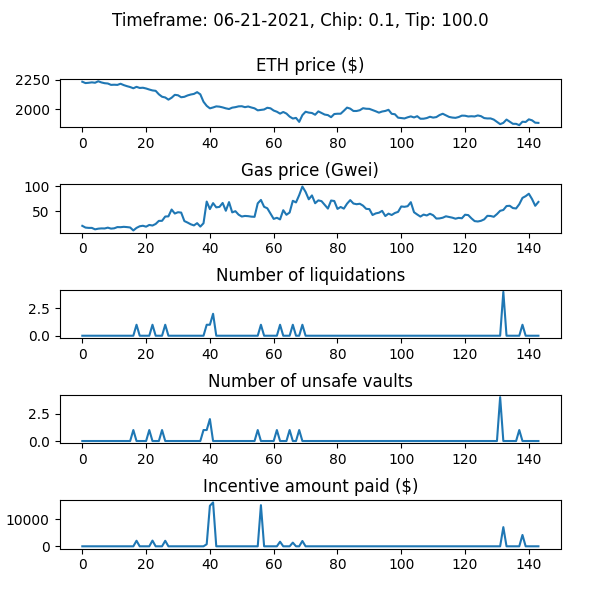 Timeframe: 06-21-2021, Chip: 0.1, Tip: 100.0
ETH price ($)
2250
2000
0 20 40 60 80 100 120 140
Gas price (Gwei)
100
50
0 20 40 60 80 100 120 140
Number of liquidations
2.5
0.0
0 20 40 60 80 100 120 140
Number of unsafe vaults
2.5
0.0
0 20 40 60 80 100 120 140
Incentive amount paid ($)
10000
0
0 20 40 60 80 100 120 140